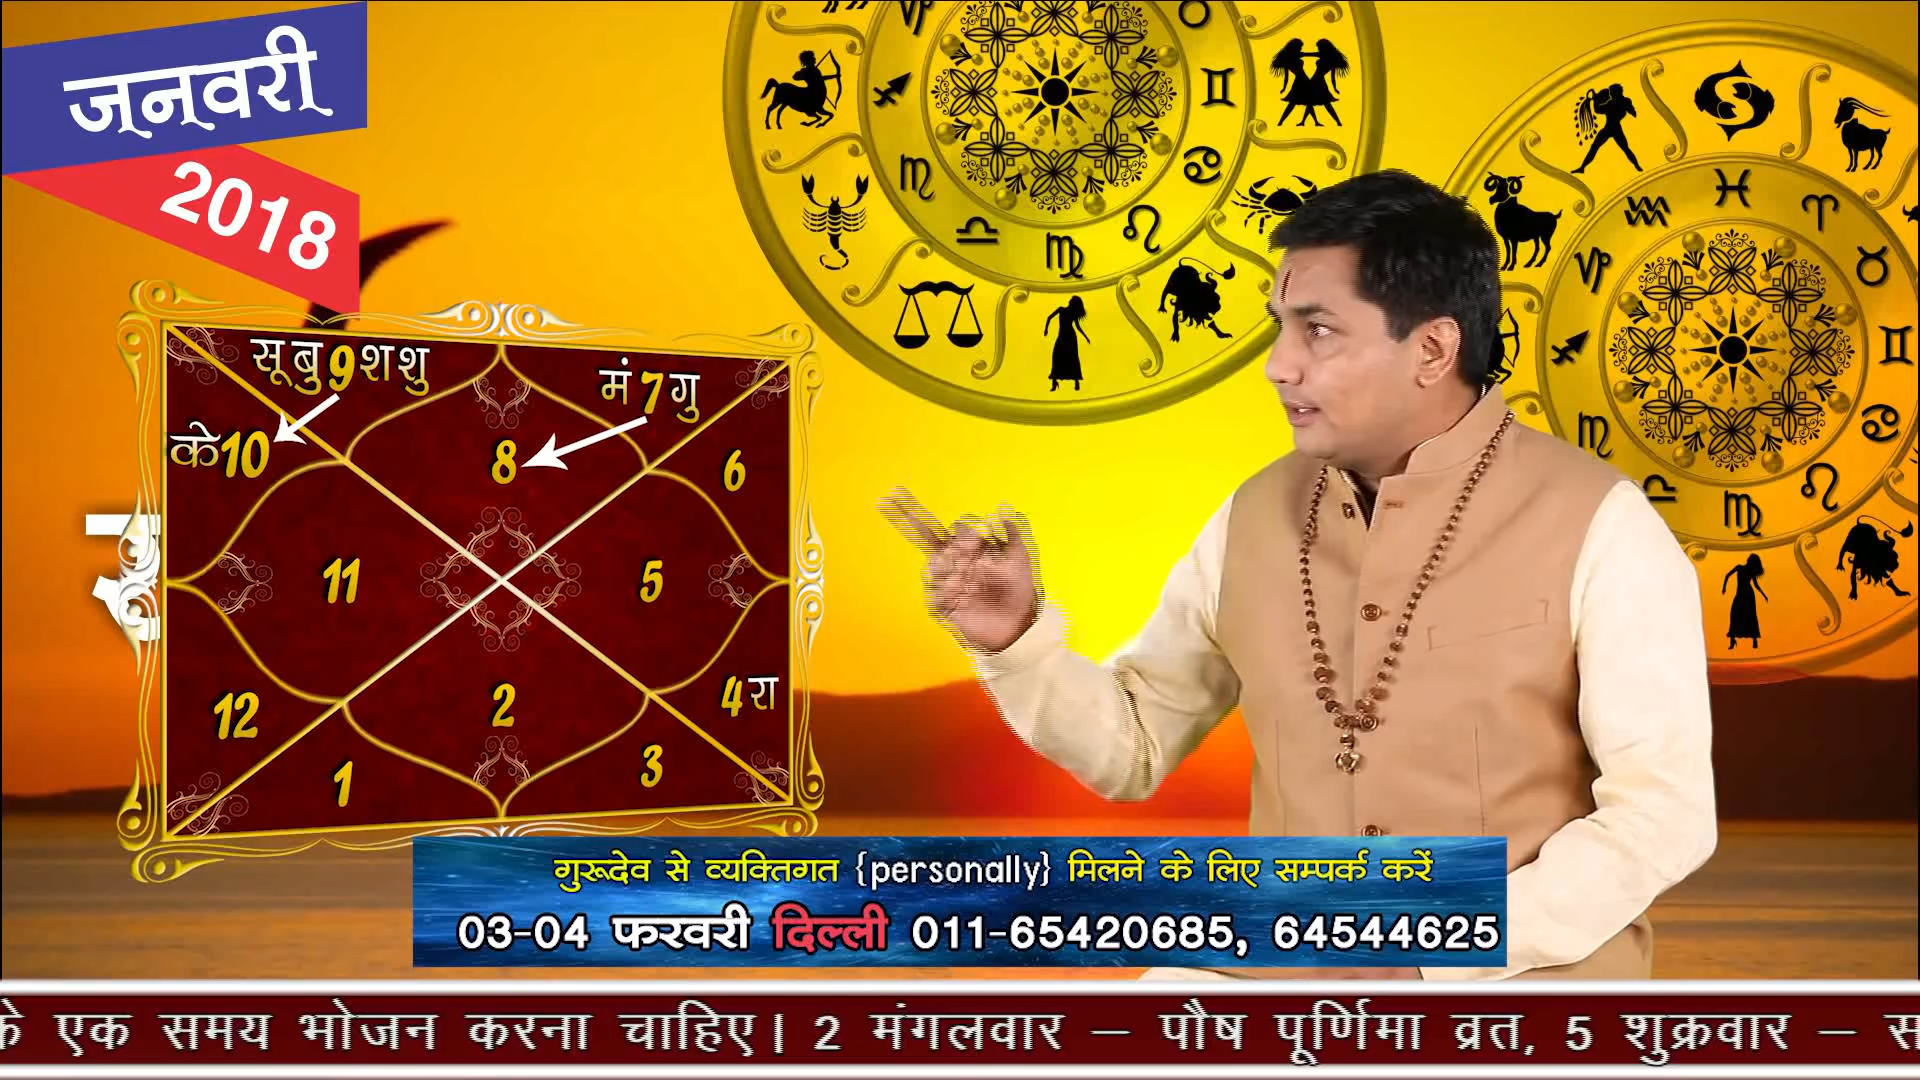 जनवरी
2018
सू बु 9 श शु
मं 7 गु
के 10
8
6
11
5
12
2
4 रा
1
3
गुरूदेव से व्यक्तिगत {personally} मिलने के लिए सम्पर्क करें
03-04 फरवरी दिल्ली 011-65420685, 64544625
एक समय भोजन करना चाहिए। 2 मंगलवार – पौष पूर्णिमा व्रत, 5 शुक्रवार –